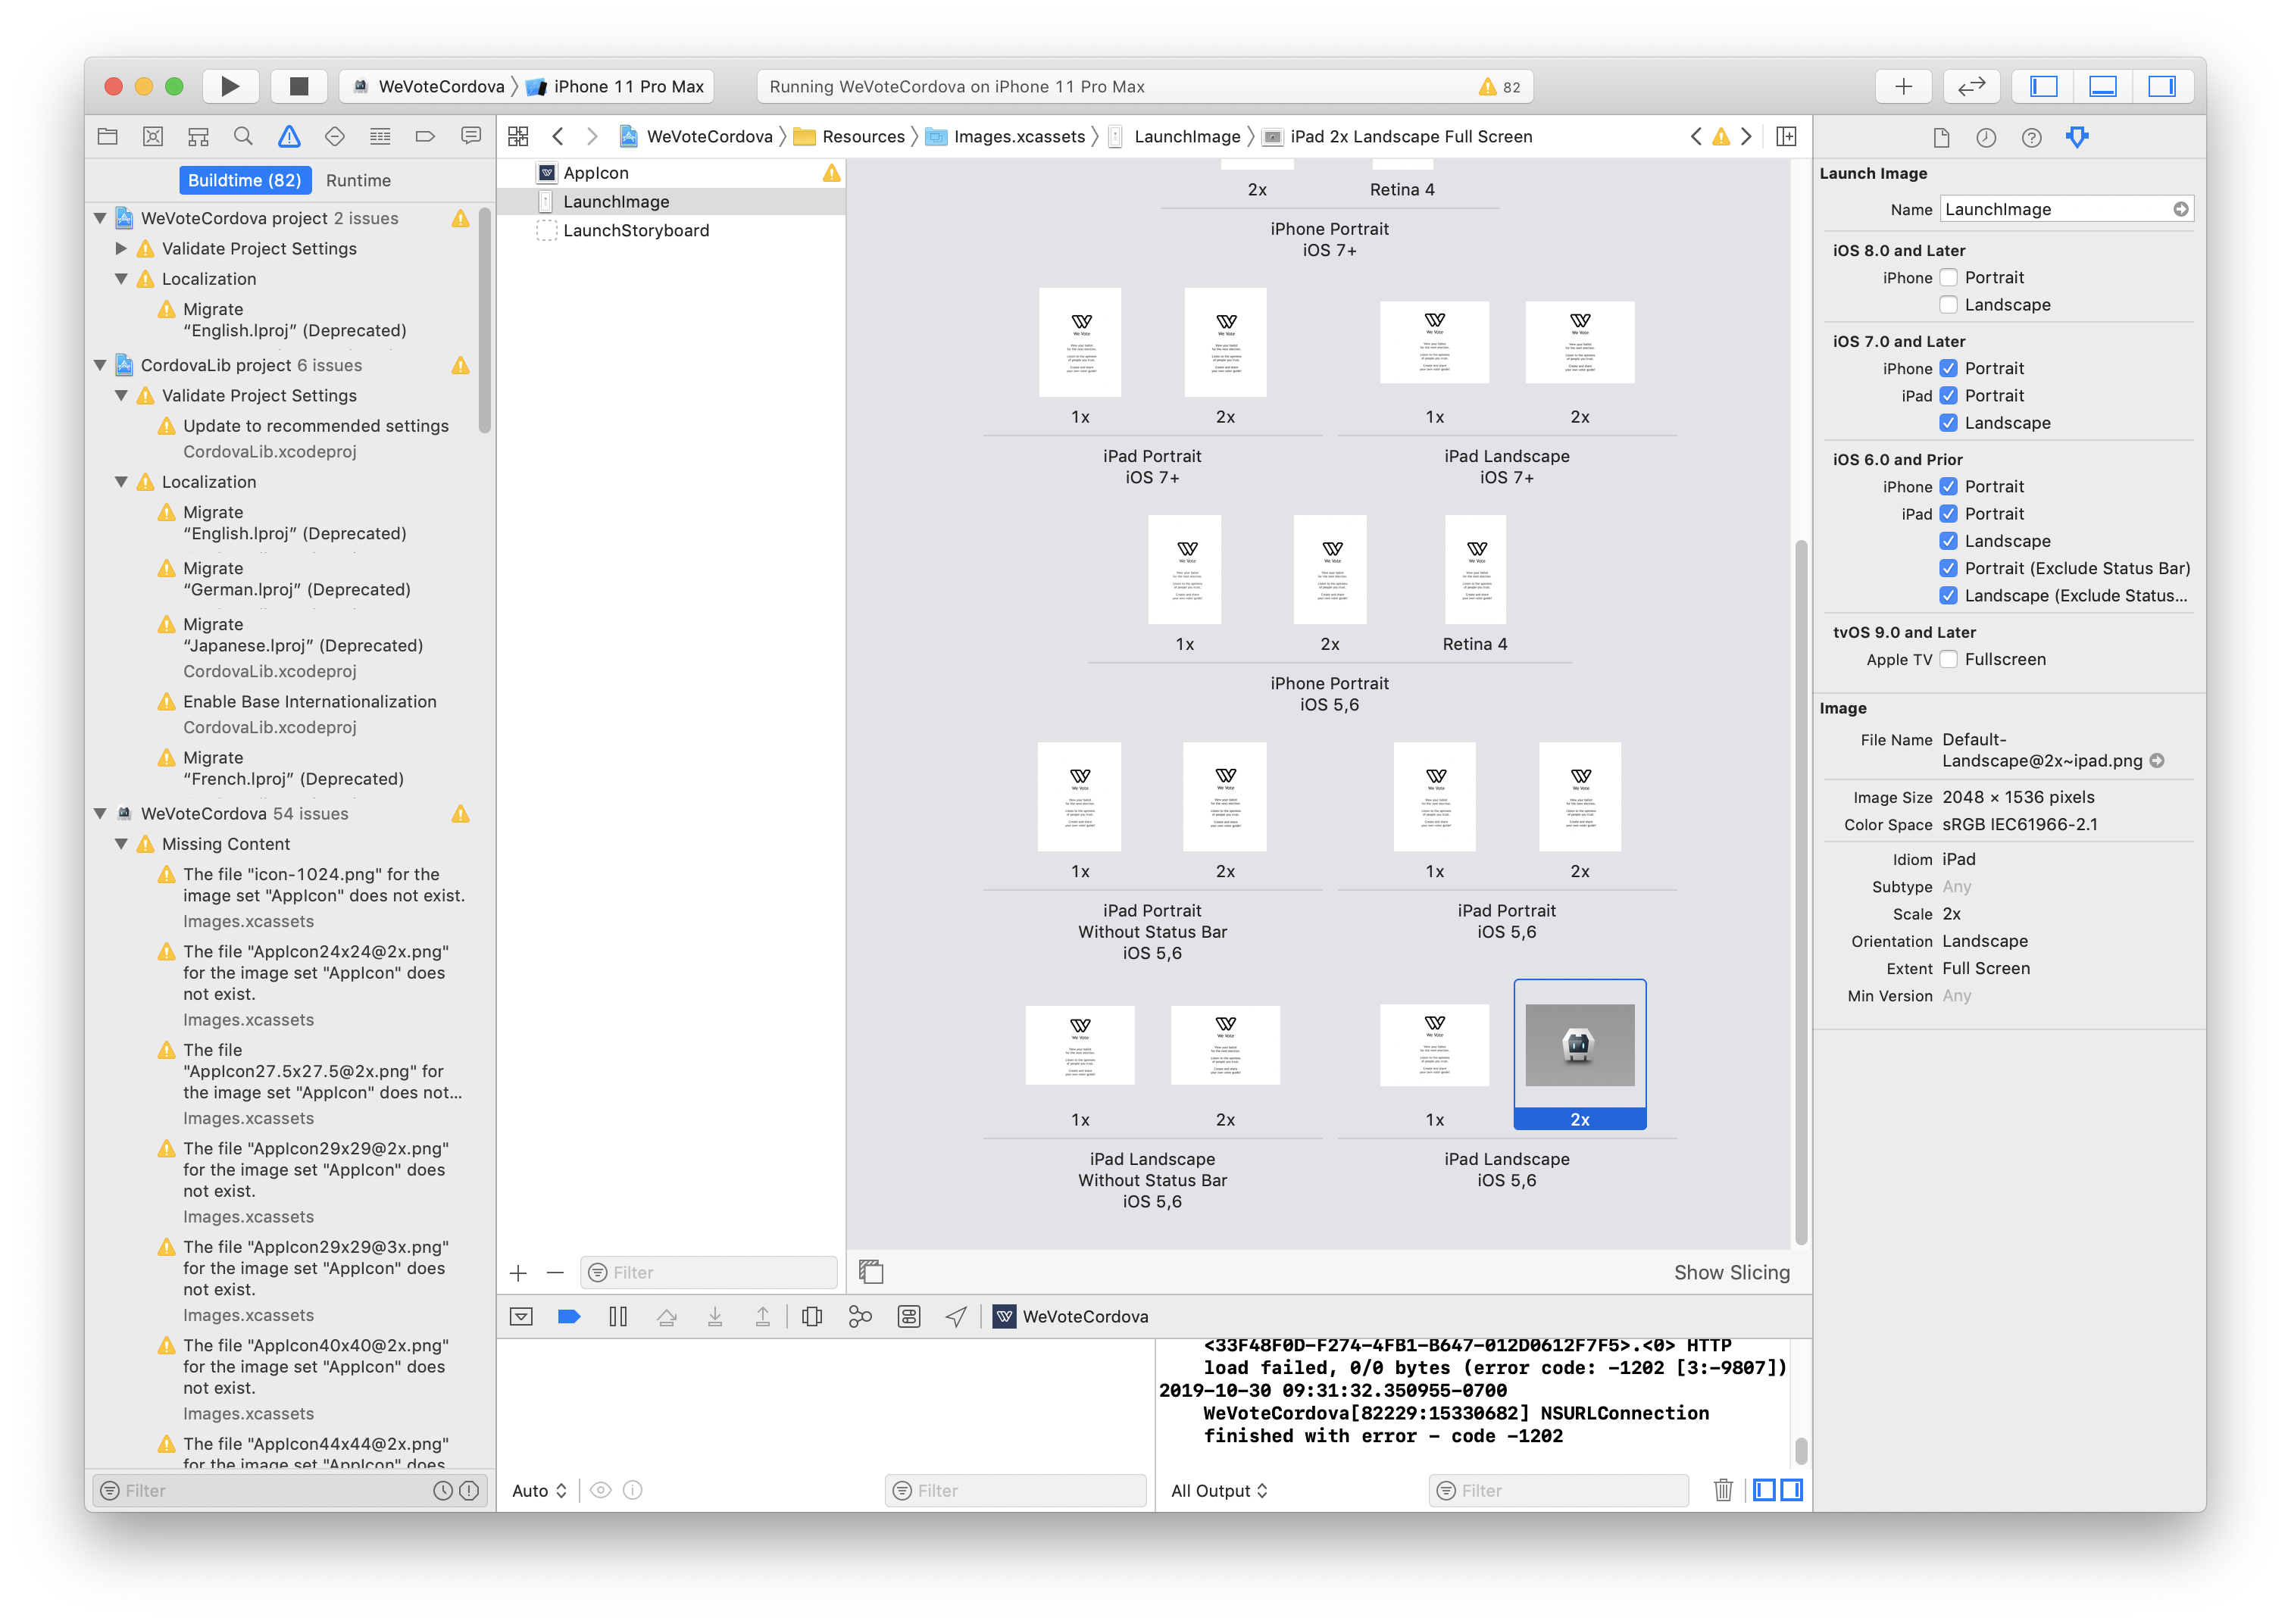 WeVoteCordova
iPhone 11 Pro Max
Running WeVoteCordova on iPhone 11 Pro Max
82
WeVoteCordova
Resources
Images.xcassets
LaunchImage
iPad 2x Landscape Full Screen
Buildtime (82)
Runtime
WeVoteCordova project 2 issues
Validate Project Settings
Localization
Migrate
“English.lproj” (Deprecated)
CordovaLib project 6 issues
Validate Project Settings
Update to recommended settings
CordovaLib.xcodeproj
Localization
Migrate
“English.lproj” (Deprecated)
Migrate
“German.lproj” (Deprecated)
Migrate
“Japanese.lproj” (Deprecated)
CordovaLib.xcodeproj
Enable Base Internationalization
CordovaLib.xcodeproj
Migrate
“French.lproj” (Deprecated)
WeVoteCordova 54 issues
Missing Content
The file "icon-1024.png" for the
image set "AppIcon" does not exist.
Images.xcassets
The file "AppIcon24x24@2x.png"
for the image set "AppIcon" does
not exist.
Images.xcassets
The file
"AppIcon27.5x27.5@2x.png" for
the image set "AppIcon" does not...
Images.xcassets
The file "AppIcon29x29@2x.png"
for the image set "AppIcon" does
not exist.
Images.xcassets
The file "AppIcon29x29@3x.png"
for the image set "AppIcon" does
not exist.
Images.xcassets
The file "AppIcon40x40@2x.png"
for the image set "AppIcon" does
not exist.
Images.xcassets
The file "AppIcon44x44@2x.png"
for the image set "AppIcon" does
Filter
AppIcon
LaunchImage
LaunchStoryboard
Filter
2x
Retina 4
iPhone Portrait
iOS 7+
1x
2x
1x
2x
iPad Portrait
iOS 7+
iPad Landscape
iOS 7+
1x
2x
Retina 4
iPhone Portrait
iOS 5,6
1x
2x
1x
2x
iPad Portrait
Without Status Bar
iOS 5,6
iPad Portrait
iOS 5,6
1x
2x
1x
2x
iPad Landscape
Without Status Bar
iOS 5,6
iPad Landscape
iOS 5,6
Show Slicing
WeVoteCordova
<33F48F0D-F274-4FB1-B647-012D0612F7F5>.<0> HTTP
load failed, 0/0 bytes (error code: -1202 [3:-9807])
2019-10-30 09:31:32.350955-0700
WeVoteCordova[82229:15330682] NSURLConnection
finished with error - code -1202
Auto
Filter
All Output
Filter
Launch Image
Name LaunchImage
iOS 8.0 and Later
iPhone Portrait
Landscape
iOS 7.0 and Later
iPhone Portrait
iPad Portrait
Landscape
iOS 6.0 and Prior
iPhone Portrait
iPad Portrait
Landscape
Portrait (Exclude Status Bar)
Landscape (Exclude Status...
tvOS 9.0 and Later
Apple TV Fullscreen
Image
File Name Default-
Landscape@2x~ipad.png
Image Size 2048 × 1536 pixels
Color Space sRGB IEC61966-2.1
Idiom iPad
Subtype Any
Scale 2x
Orientation Landscape
Extent Full Screen
Min Version Any